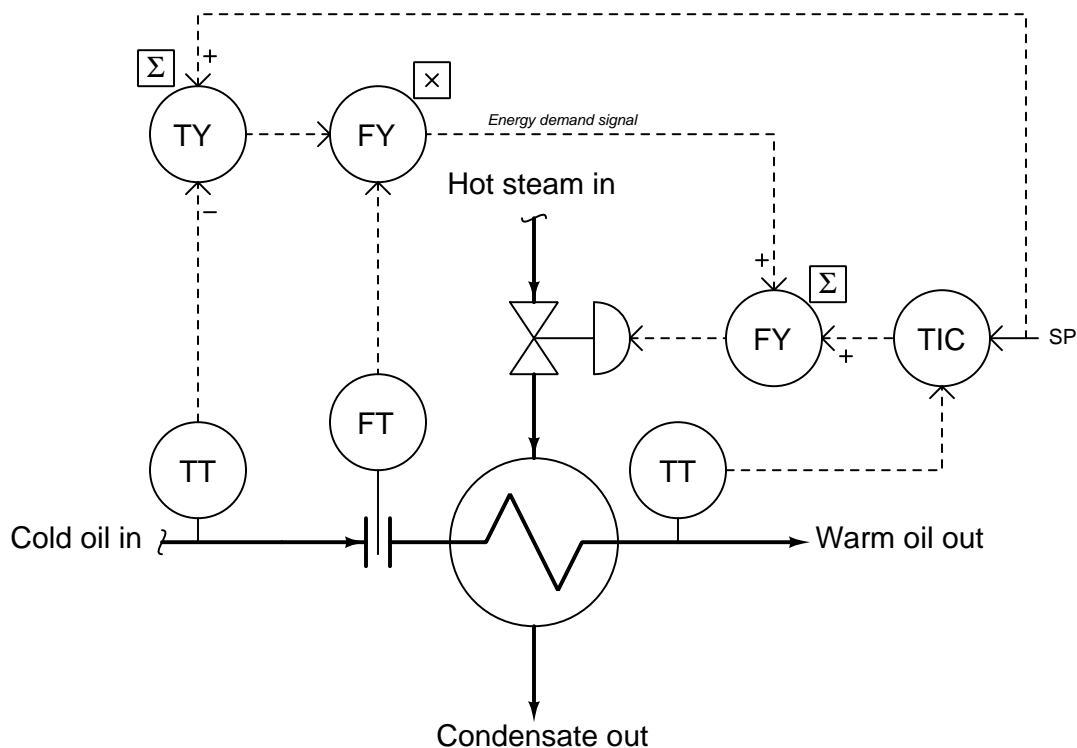 Σ
+
×
TY
FY
Energy demand signal
Hot steam in
−
+
Σ
FY
TIC
SP
+
FT
TT
TT
Cold oil in
Warm oil out
Condensate out